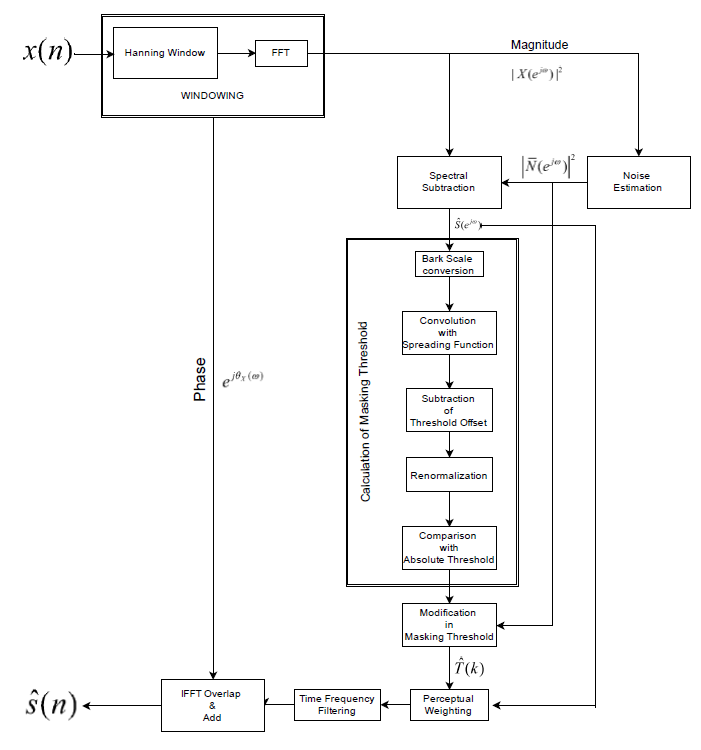 x(n)
Hanning Window
FFT
WINDOWING
Magnitude
|X(e^{jω})|²
Spectral
Subtraction
|N̅(e^{jω})|²
Noise
Estimation
Ŝ(e^{jω})
Calculation of Masking Threshold
Bark Scale
conversion
Convolution
with
Spreading Function
Subtraction
of
Threshold Offset
Renormalization
Comparison
with
Absolute Threshold
Phase
e^{jθ_X(ω)}
Modification
in
Masking Threshold
T̂(k)
Perceptual
Weighting
Time Frequency
Filtering
IFFT Overlap
&
Add
ŝ(n)